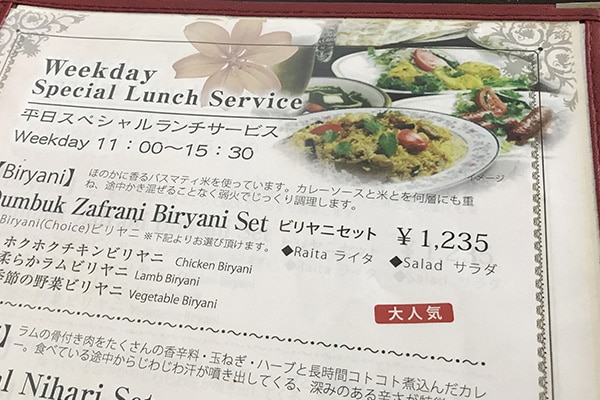 Weekday
Special Lunch Service
平日スペシャルランチサービス
Weekday 11：00～15：30
イメージ
【Biryani】 ほのかに香るバスマティ米を使っています。カレーソースと米とを何層にも重
ね、途中かき混ぜることなく弱火でじっくり調理します。
Dumbuk Zafrani Biryani Set ビリヤニセット ￥1,235
Biryani(Choice)ビリヤニ ※下記よりお選び頂けます。 ◆Raita ライタ ◆Salad サラダ
ホクホクチキンビリヤニ Chicken Biryani
柔らかラムビリヤニ Lamb Biryani
季節の野菜ビリヤニ Vegetable Biryani
大人気
】 ラムの骨付き肉をたくさんの香辛料・玉ねぎ・ハーブと長時間コトコト煮込んだカレ
ー。食べている途中からじわじわ汗が噴き出してくる、深みのある辛さが特徴
Nihari Set